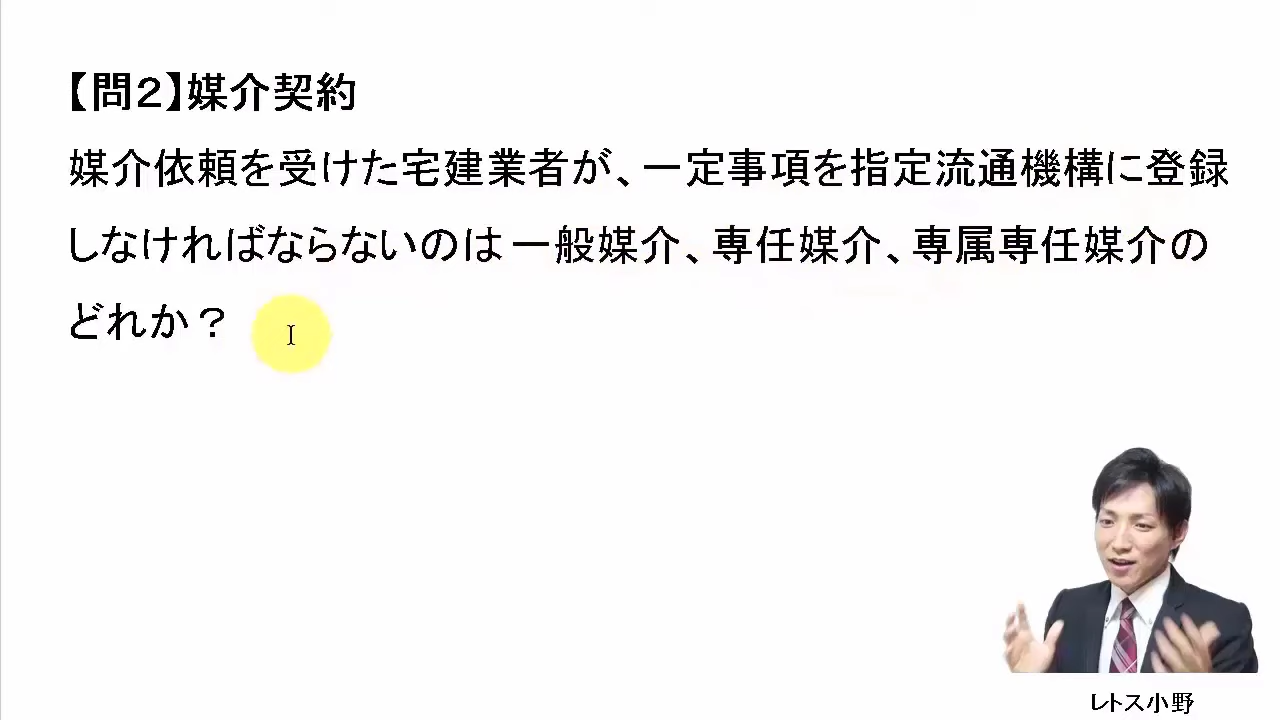 【問２】媒介契約
媒介依頼を受けた宅建業者が、一定事項を指定流通機構に登録
しなければならないのは一般媒介、専任媒介、専属専任媒介の
どれか？
レトス小野